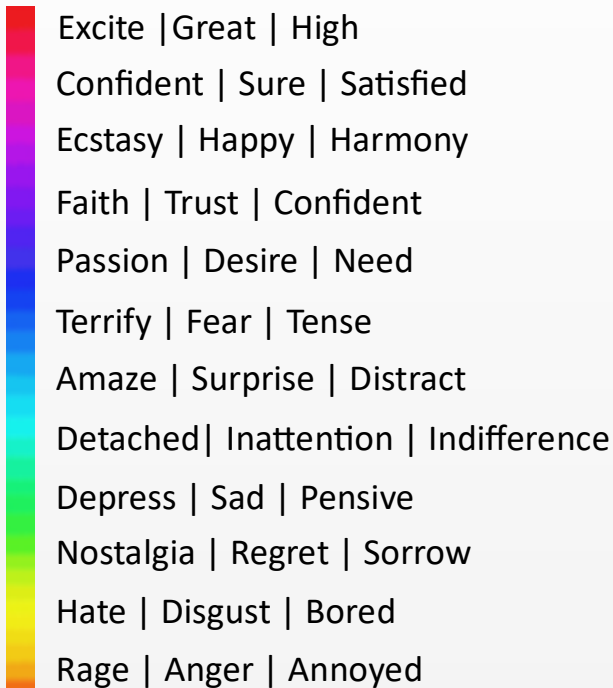 Excite |Great | High
Confident | Sure | Satisfied
Ecstasy | Happy | Harmony
Faith | Trust | Confident
Passion | Desire | Need
Terrify | Fear | Tense
Amaze | Surprise | Distract
Detached| Inattention | Indifference
Depress | Sad | Pensive
Nostalgia | Regret | Sorrow
Hate | Disgust | Bored
Rage | Anger | Annoyed